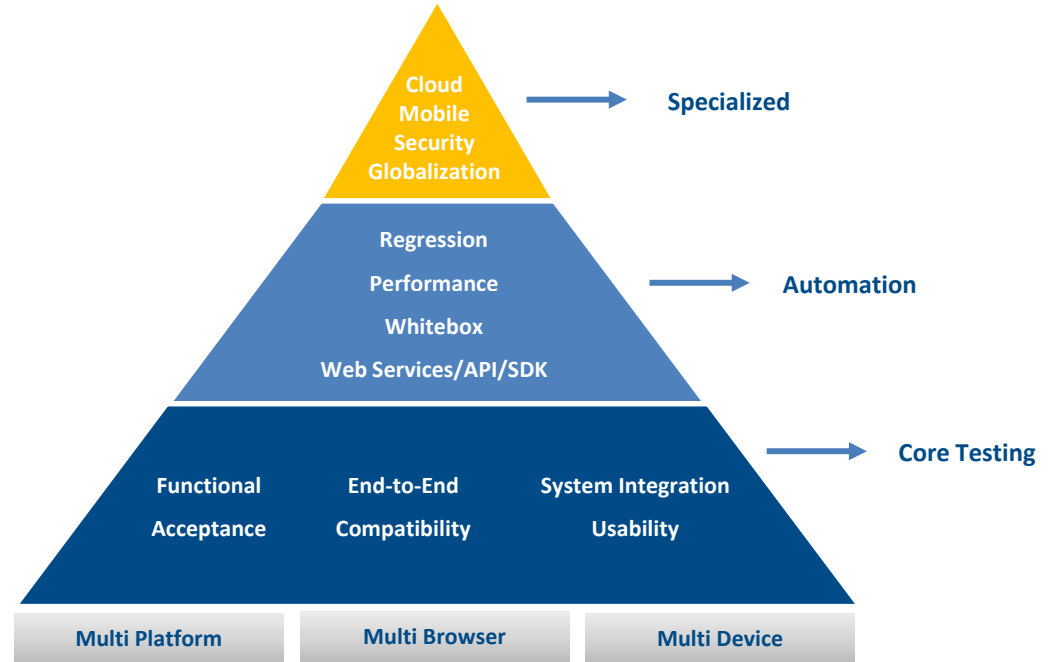 Cloud
Mobile
Security
Globalization
Specialized
Regression
Performance
Whitebox
Web Services/API/SDK
Automation
Core Testing
Functional End-to-End System Integration
Acceptance Compatibility Usability
Multi Platform Multi Browser Multi Device